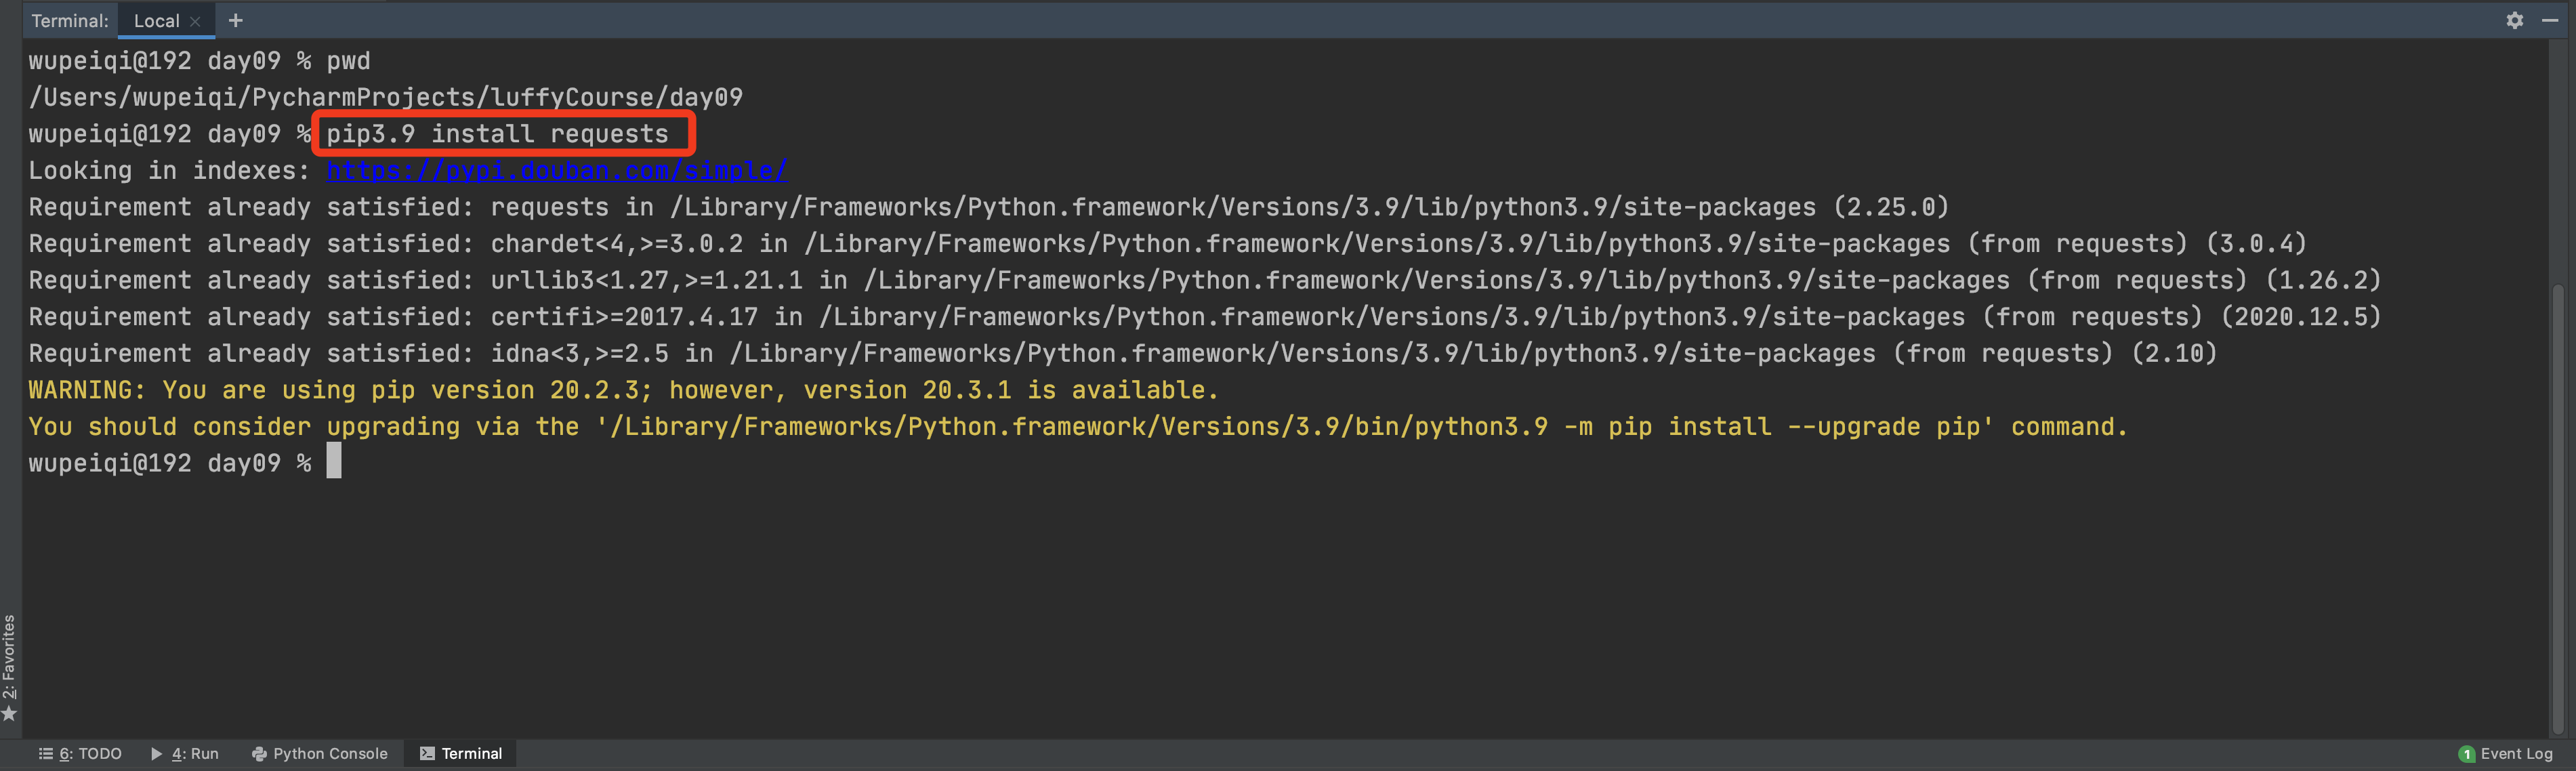 Terminal: Local × +
wupeiqi@192 day09 % pwd
/Users/wupeiqi/PycharmProjects/luffyCourse/day09
wupeiqi@192 day09 % pip3.9 install requests
Looking in indexes: https://pypi.douban.com/simple/
Requirement already satisfied: requests in /Library/Frameworks/Python.framework/Versions/3.9/lib/python3.9/site-packages (2.25.0)
Requirement already satisfied: chardet<4,>=3.0.2 in /Library/Frameworks/Python.framework/Versions/3.9/lib/python3.9/site-packages (from requests) (3.0.4)
Requirement already satisfied: urllib3<1.27,>=1.21.1 in /Library/Frameworks/Python.framework/Versions/3.9/lib/python3.9/site-packages (from requests) (1.26.2)
Requirement already satisfied: certifi>=2017.4.17 in /Library/Frameworks/Python.framework/Versions/3.9/lib/python3.9/site-packages (from requests) (2020.12.5)
Requirement already satisfied: idna<3,>=2.5 in /Library/Frameworks/Python.framework/Versions/3.9/lib/python3.9/site-packages (from requests) (2.10)
WARNING: You are using pip version 20.2.3; however, version 20.3.1 is available.
You should consider upgrading via the '/Library/Frameworks/Python.framework/Versions/3.9/bin/python3.9 -m pip install --upgrade pip' command.
wupeiqi@192 day09 %
2: Favorites
6: TODO 4: Run Python Console Terminal 1 Event Log